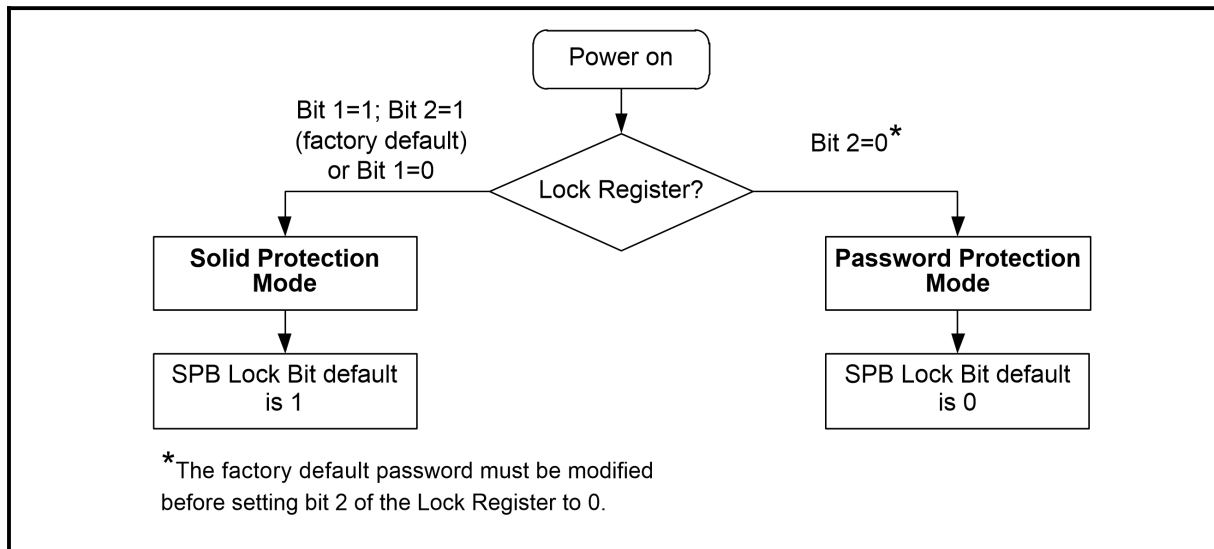 Power on
Bit 1=1; Bit 2=1
(factory default)
or Bit 1=0
Bit 2=0*
Lock Register?
Solid Protection
Mode
Password Protection
Mode
SPB Lock Bit default
is 1
SPB Lock Bit default
is 0
*The factory default password must be modified
before setting bit 2 of the Lock Register to 0.